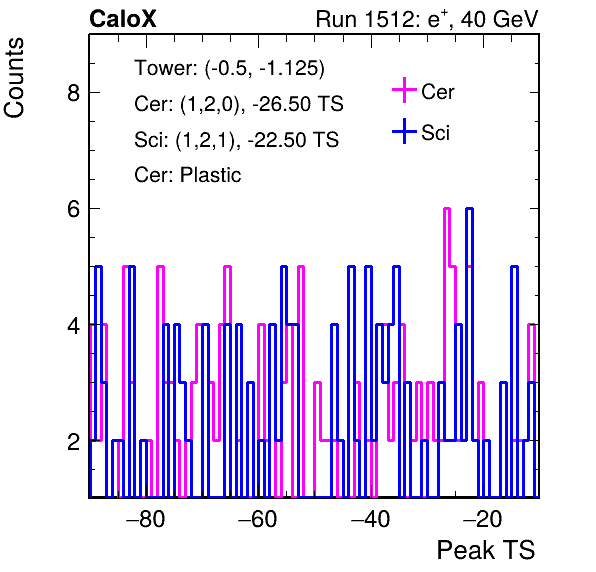 CaloX Run 1512: e⁺, 40 GeV
Counts
Tower: (-0.5, -1.125)
Cer: (1,2,0), -26.50 TS
Sci: (1,2,1), -22.50 TS
Cer: Plastic
Cer
Sci
8
6
4
2
−80 −60 −40 −20
Peak TS